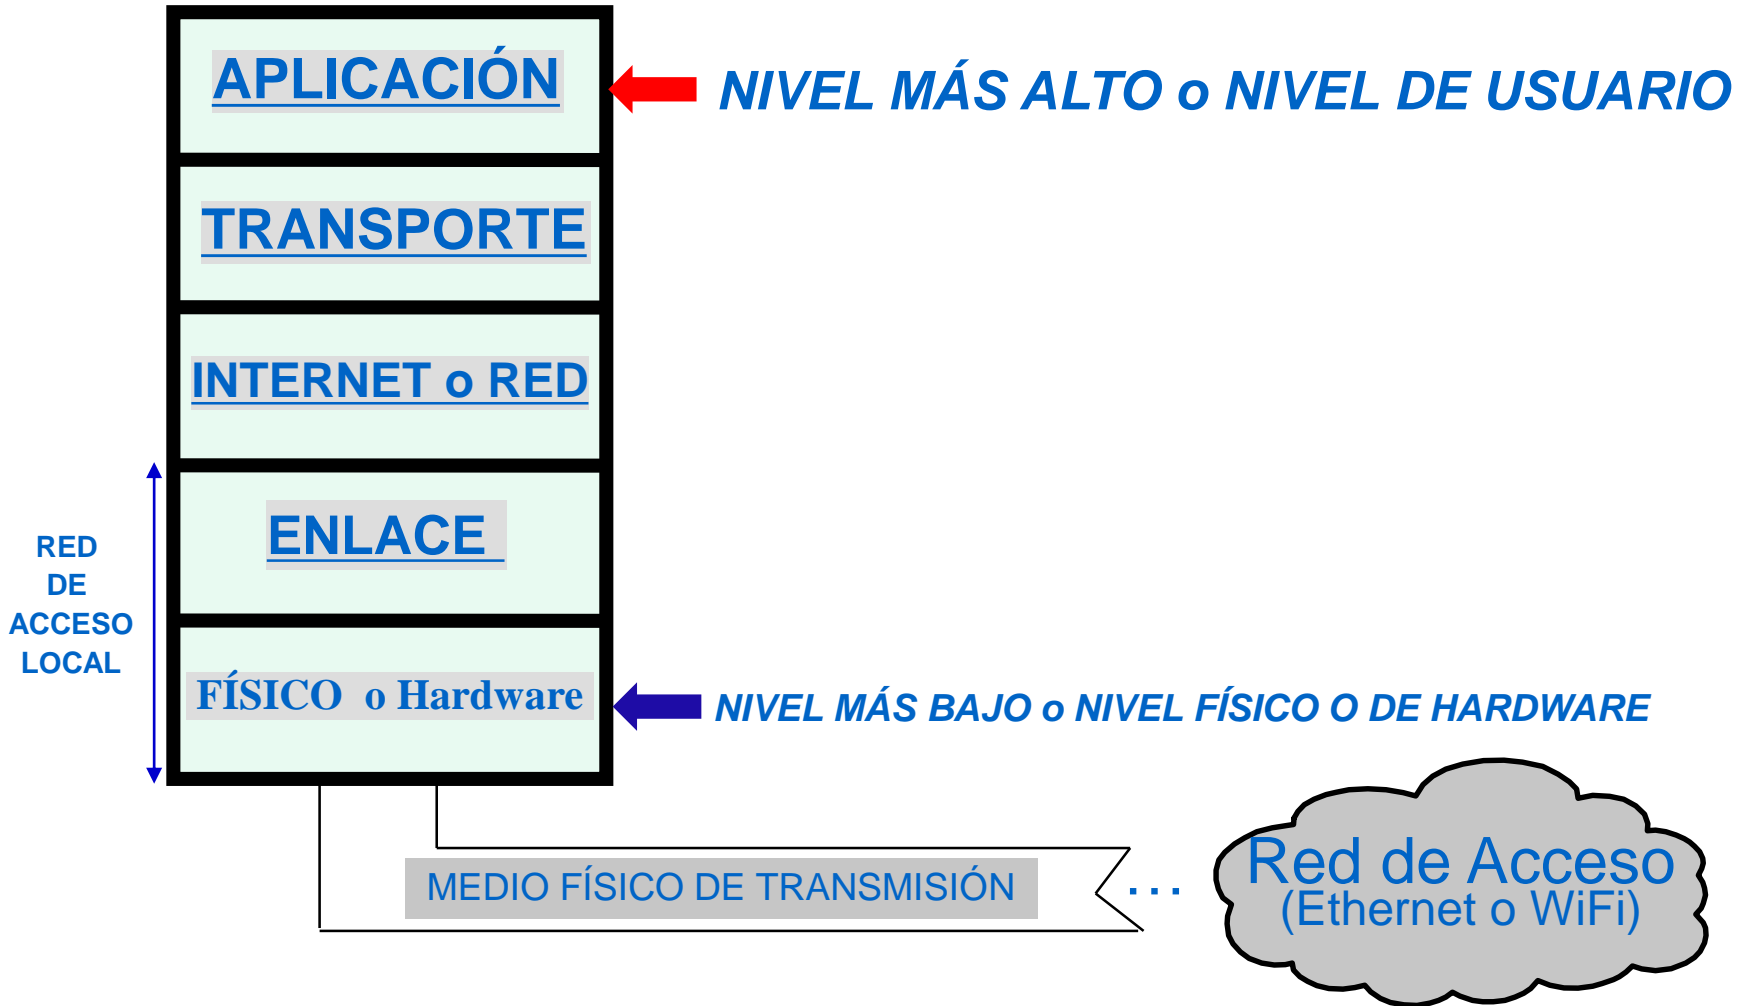 APLICACIÓN
NIVEL MÁS ALTO o NIVEL DE USUARIO
TRANSPORTE
INTERNET o RED
ENLACE
RED
DE
ACCESO
LOCAL
FÍSICO o Hardware
NIVEL MÁS BAJO o NIVEL FÍSICO O DE HARDWARE
MEDIO FÍSICO DE TRANSMISIÓN
...
Red de Acceso
(Ethernet o WiFi)